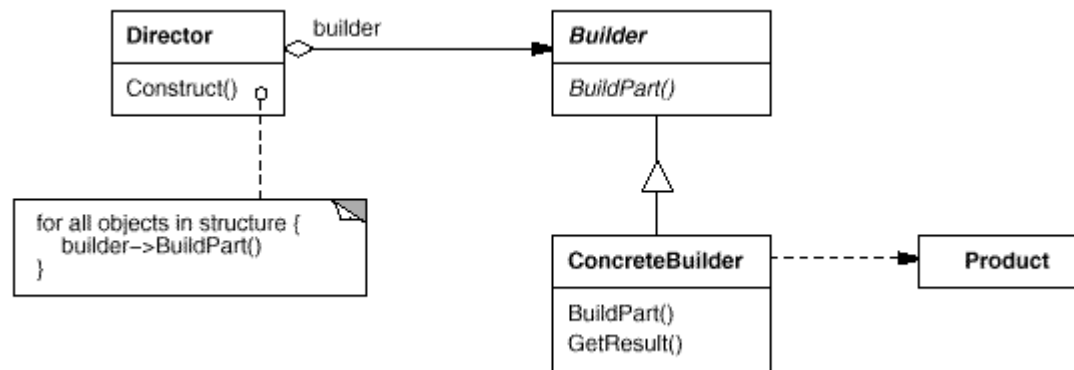 Director
builder
Builder
Construct()
BuildPart()
for all objects in structure {
builder->BuildPart()
}
ConcreteBuilder
Product
BuildPart()
GetResult()